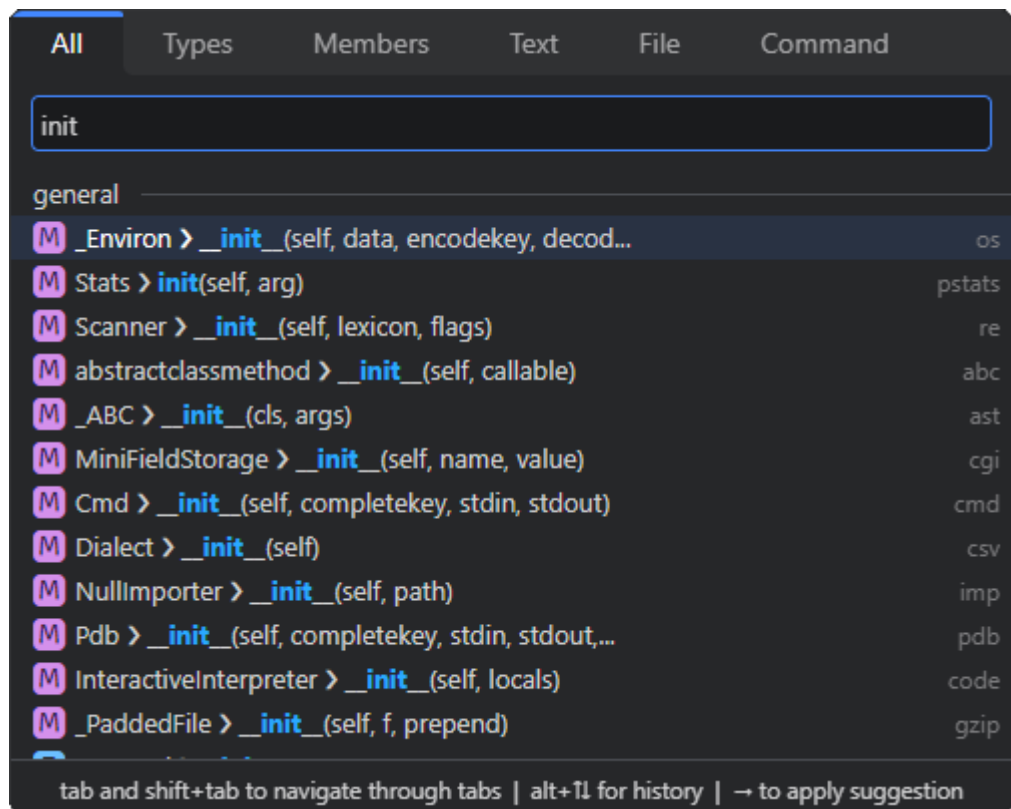 All Types Members Text File Command
init
general
M _Environ ❯ __init__(self, data, encodekey, decod... os
M Stats ❯ init(self, arg) pstats
M Scanner ❯ __init__(self, lexicon, flags) re
M abstractclassmethod ❯ __init__(self, callable) abc
M _ABC ❯ __init__(cls, args) ast
M MiniFieldStorage ❯ __init__(self, name, value) cgi
M Cmd ❯ __init__(self, completekey, stdin, stdout) cmd
M Dialect ❯ __init__(self) csv
M NullImporter ❯ __init__(self, path) imp
M Pdb ❯ __init__(self, completekey, stdin, stdout,... pdb
M InteractiveInterpreter ❯ __init__(self, locals) code
M _PaddedFile ❯ __init__(self, f, prepend) gzip
tab and shift+tab to navigate through tabs | alt+⇅ for history | → to apply suggestion